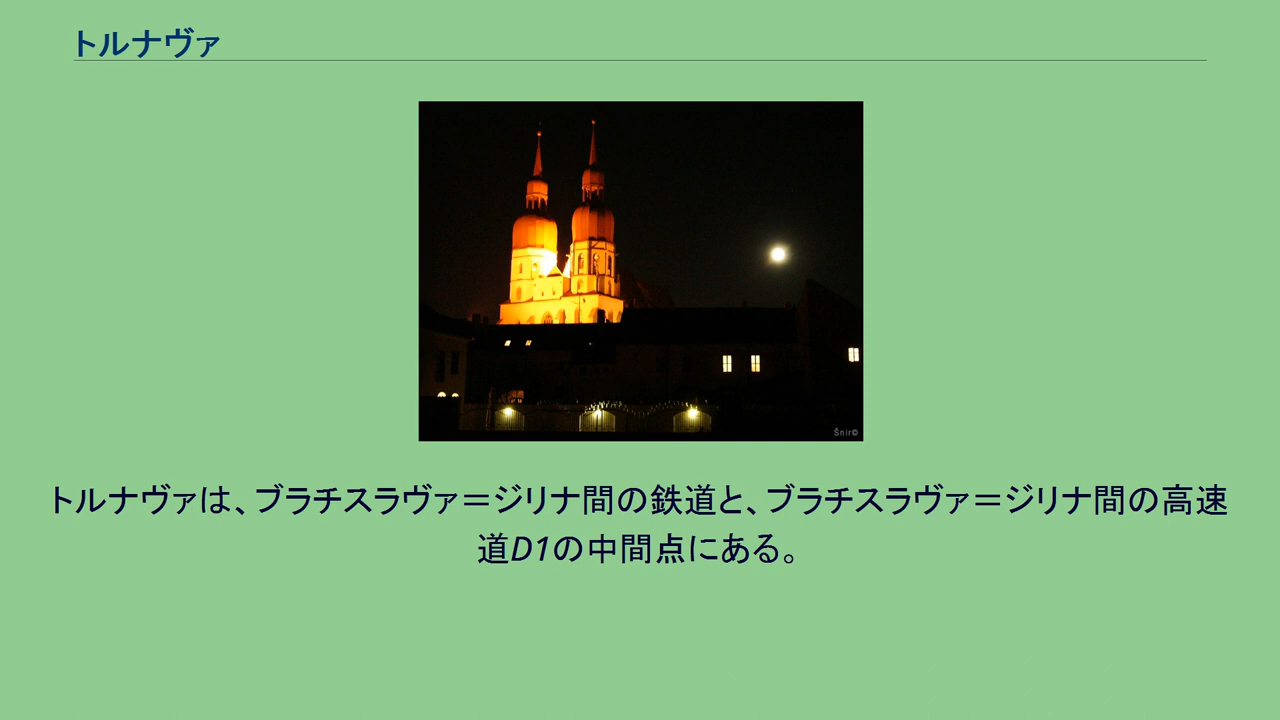 トルナヴァ
Šnir©
トルナヴァは、ブラチスラヴァ＝ジリナ間の鉄道と、ブラチスラヴァ＝ジリナ間の高速
道D1の中間点にある。